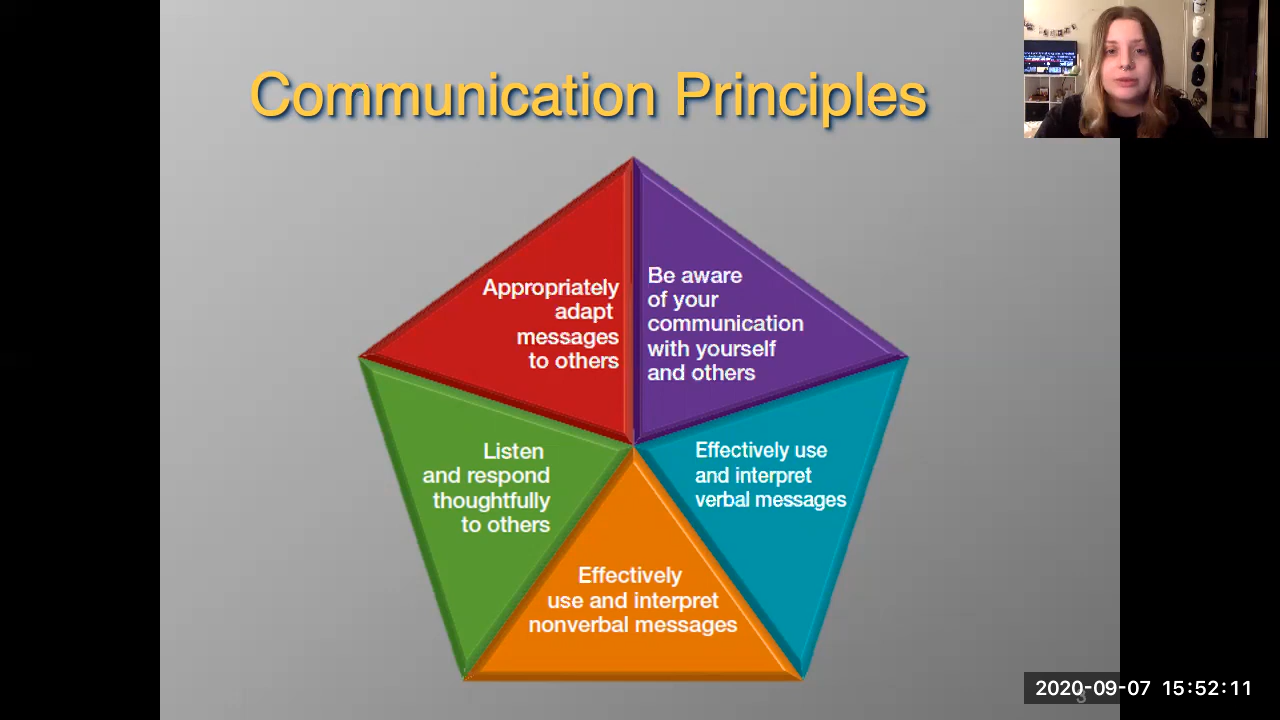 Communication Principles
Appropriately
adapt
messages
to others
Be aware
of your
communication
with yourself
and others
Listen
and respond
thoughtfully
to others
Effectively use
and interpret
verbal messages
Effectively
use and interpret
nonverbal messages
3
2020-09-07 15:52:11